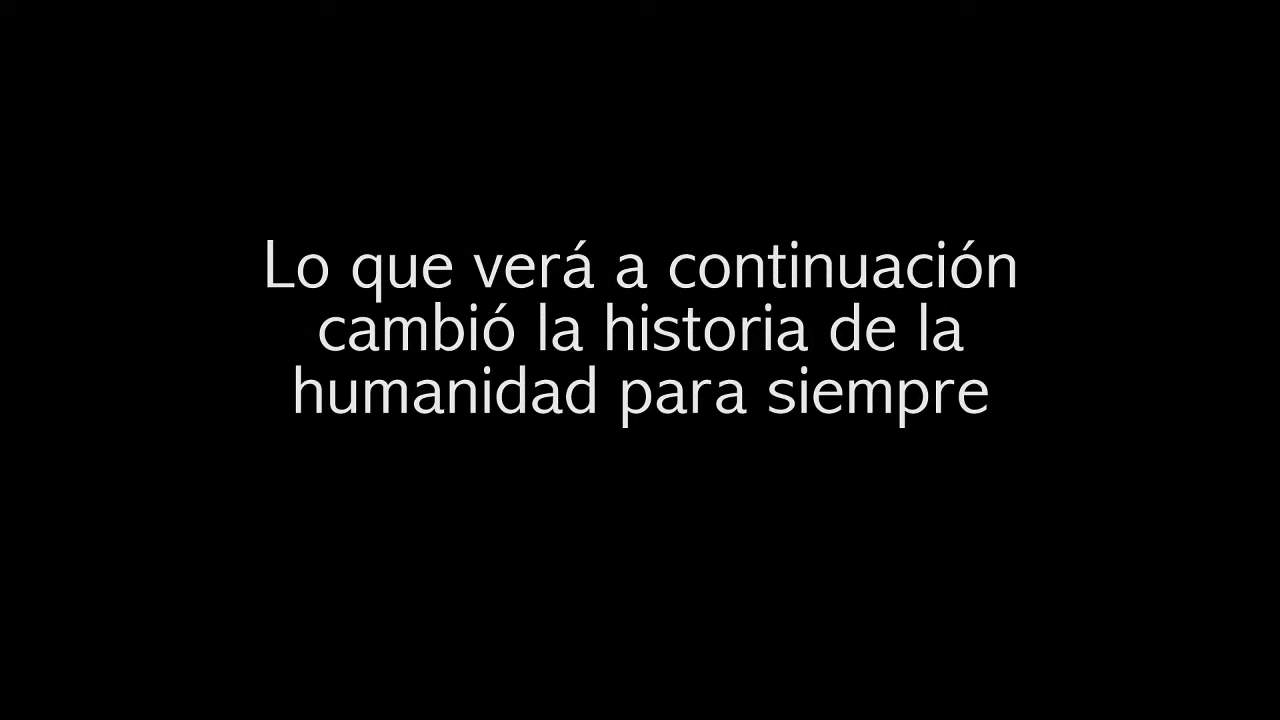 Lo que verá a continuación
cambió la historia de la
humanidad para siempre